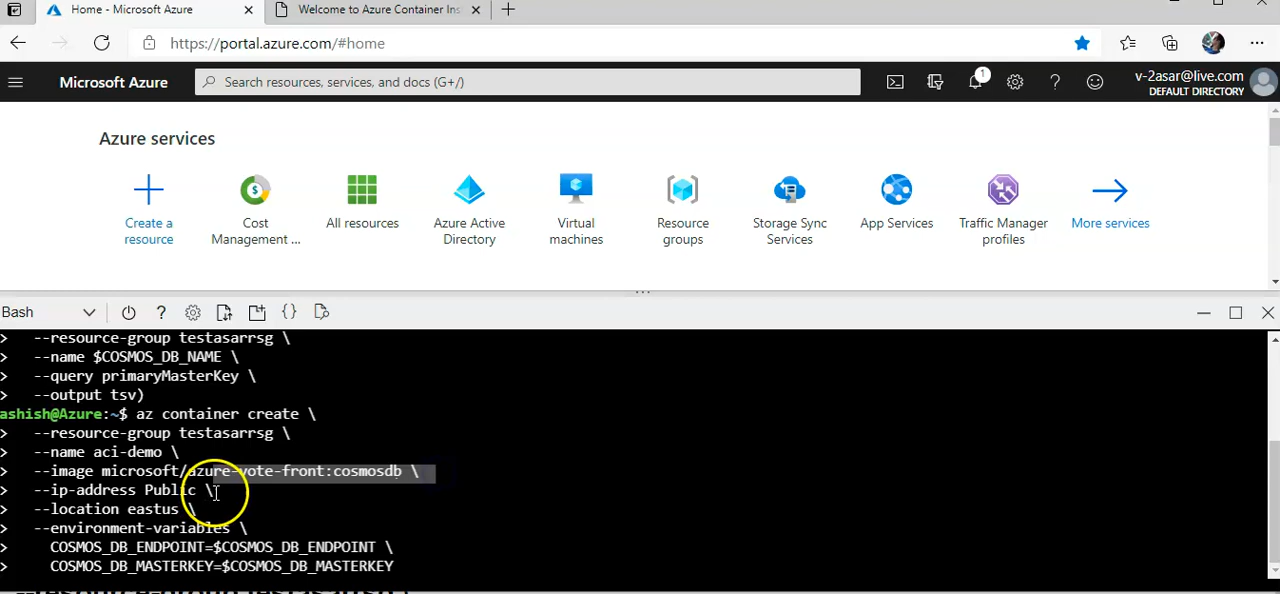 Home - Microsoft Azure
Welcome to Azure Container Ins
https://portal.azure.com/#home
Microsoft Azure
Search resources, services, and docs (G+/)
1
v-2asar@live.com
DEFAULT DIRECTORY
Azure services
Create a
resource
Cost
Management ...
All resources
Azure Active
Directory
Virtual
machines
Resource
groups
Storage Sync
Services
App Services
Traffic Manager
profiles
More services
Bash
> --resource-group testasarrsg \
> --name $COSMOS_DB_NAME \
> --query primaryMasterKey \
> --output tsv)
ashish@Azure:~$ az container create \
> --resource-group testasarrsg \
> --name aci-demo \
> --image microsoft/azure-vote-front:cosmosdb \
> --ip-address Public \
> --location eastus \
> --environment-variables \
> COSMOS_DB_ENDPOINT=$COSMOS_DB_ENDPOINT \
> COSMOS_DB_MASTERKEY=$COSMOS_DB_MASTERKEY
--resource-group testasarrsg \